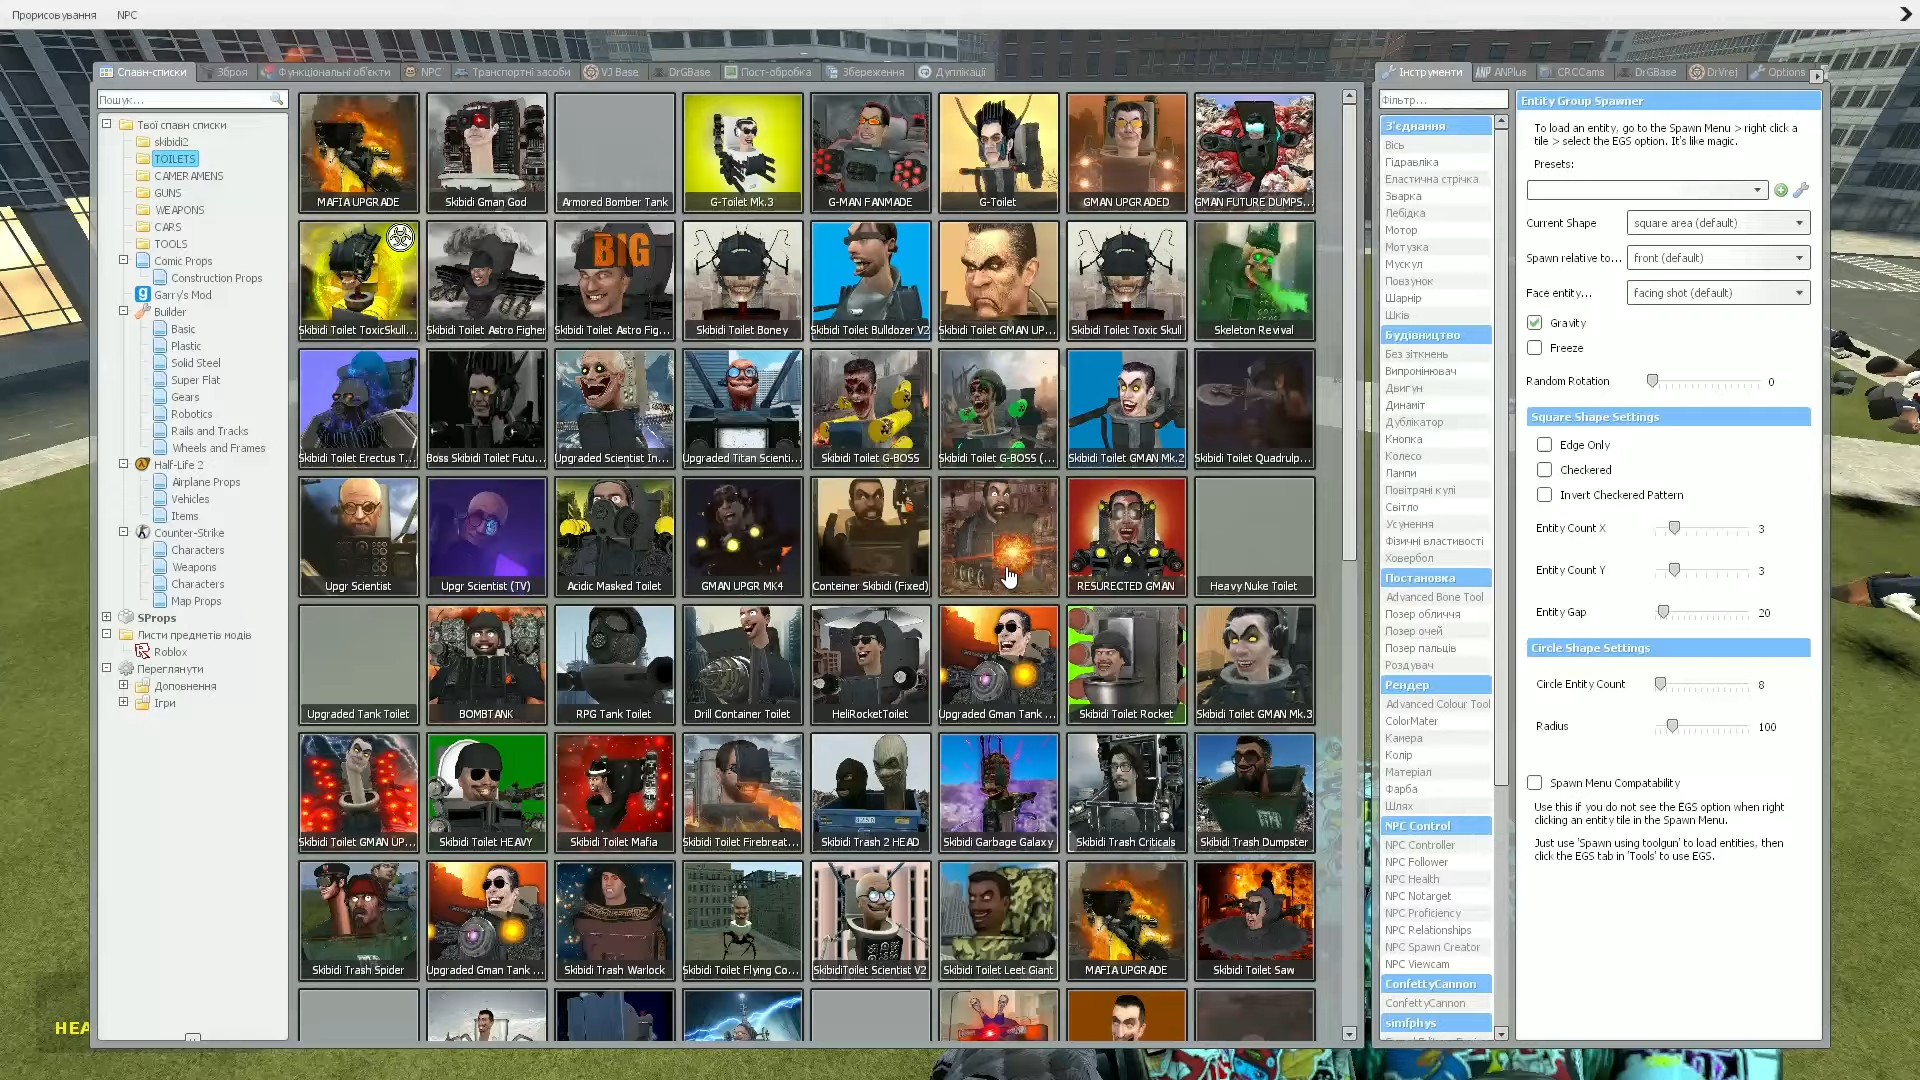 Прорисовування NPC
Спавн-списки Зброя Функціональні об'єкти NPC Транспортні засоби VJ Base DrGBase Пост-обробка Збереження Дуплікації
Пошук...
Твої спавн списки
skibidi2
TOILETS
CAMERAMENS
GUNS
WEAPONS
CARS
TOOLS
Comic Props
Construction Props
Garry's Mod
Builder
Basic
Plastic
Solid Steel
Super Flat
Gears
Robotics
Rails and Tracks
Wheels and Frames
Half-Life 2
Airplane Props
Vehicles
Items
Counter-Strike
Characters
Weapons
Characters
Map Props
SProps
Листи предметів модів
Roblox
Переглянути
Доповнення
Ігри
HEA
MAFIA UPGRADE Skibidi Gman God Armored Bomber Tank G-Toilet Mk.3 G-MAN FANMADE G-Toilet GMAN UPGRADED GMAN FUTURE DUMPS...
BIG
Skibidi Toilet ToxicSkull... Skibidi Toilet Astro Figher Skibidi Toilet Astro Fig... Skibidi Toilet Boney Skibidi Toilet Bulldozer V2 Skibidi Toilet GMAN UP... Skibidi Toilet Toxic Skull Skeleton Revival
Skibidi Toilet Erectus T... Boss Skibidi Toilet Futu... Upgraded Scientist In... Upgraded Titan Scienti... Skibidi Toilet G-BOSS Skibidi Toilet G-BOSS (... Skibidi Toilet GMAN Mk.2 Skibidi Toilet Quadrulp...
Upgr Scientist Upgr Scientist (TV) Acidic Masked Toilet GMAN UPGR MK4 Conteiner Skibidi (Fixed) RESURECTED GMAN Heavy Nuke Toilet
Upgraded Tank Toilet BOMBTANK RPG Tank Toilet Drill Container Toilet HeliRocketToilet Upgraded Gman Tank ... Skibidi Toilet Rocket Skibidi Toilet GMAN Mk.3
Skibidi Toilet GMAN UP... Skibidi Toilet HEAVY Skibidi Toilet Mafia Skibidi Toilet Firebreat... Skibidi Trash 2 HEAD Skibidi Garbage Galaxy Skibidi Trash Criticals Skibidi Trash Dumpster
Skibidi Trash Spider Upgraded Gman Tank ... Skibidi Trash Warlock Skibidi Toilet Flying Co... SkibidiToilet Scientist V2 Skibidi Toilet Leet Giant MAFIA UPGRADE Skibidi Toilet Saw
Інструменти ANPlus CRCCams DrGBase DrVrej Options
Фільтр...
З'єднання
Вісь
Гідравліка
Еластична стрічка
Зварка
Лебідка
Мотор
Мотузка
Мускул
Повзунок
Шарнір
Шків
Будівництво
Без зіткнень
Випромінювач
Двигун
Динаміт
Дублікатор
Кнопка
Колесо
Лампи
Повітряні кулі
Світло
Усунення
Фізичні властивості
Ховербол
Постановка
Advanced Bone Tool
Позер обличчя
Позер очей
Позер пальців
Роздувач
Рендер
Advanced Colour Tool
ColorMater
Камера
Колір
Матеріал
Фарба
Шлях
NPC Control
NPC Controller
NPC Follower
NPC Health
NPC Notarget
NPC Proficiency
NPC Relationships
NPC Spawn Creator
NPC Viewcam
ConfettyCannon
ConfettyCannon
simfphys
Entity Group Spawner
To load an entity, go to the Spawn Menu > right click a
tile > select the EGS option. It's like magic.
Presets:
Current Shape square area (default)
Spawn relative to... front (default)
Face entity... facing shot (default)
Gravity
Freeze
Random Rotation 0
Square Shape Settings
Edge Only
Checkered
Invert Checkered Pattern
Entity Count X 3
Entity Count Y 3
Entity Gap 20
Circle Shape Settings
Circle Entity Count 8
Radius 100
Spawn Menu Compatability
Use this if you do not see the EGS option when right
clicking an entity tile in the Spawn Menu.
Just use 'Spawn using toolgun' to load entities, then
click the EGS tab in 'Tools' to use EGS.